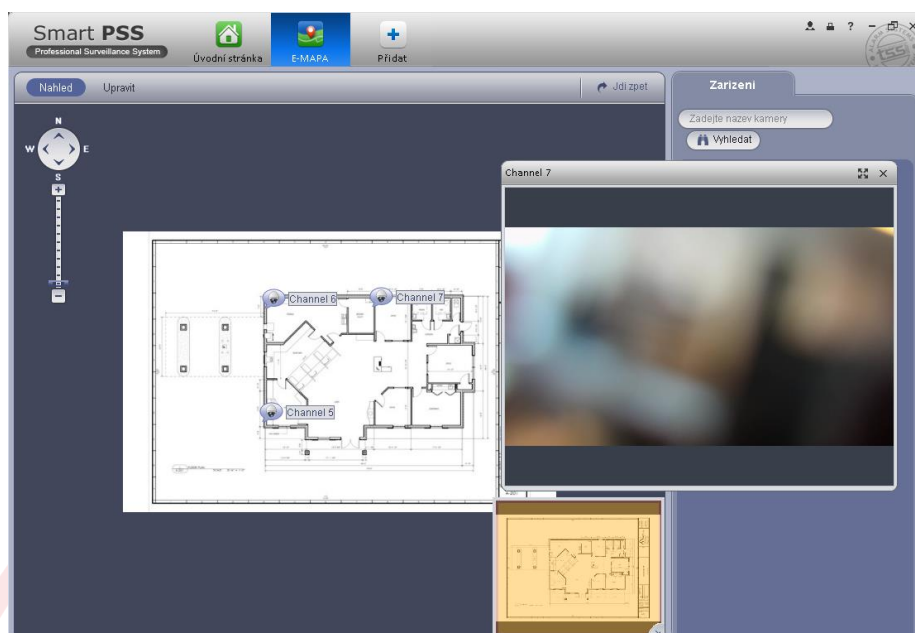 Smart PSS
Professional Surveillance System
Úvodní stránka
E-MAPA
Přidat
?
Nahled
Upravit
Jdi zpet
Zarizeni
Zadejte nazev kamery
Vyhledat
N
W
E
S
Channel 7
Channel 6
Channel 7
Channel 5